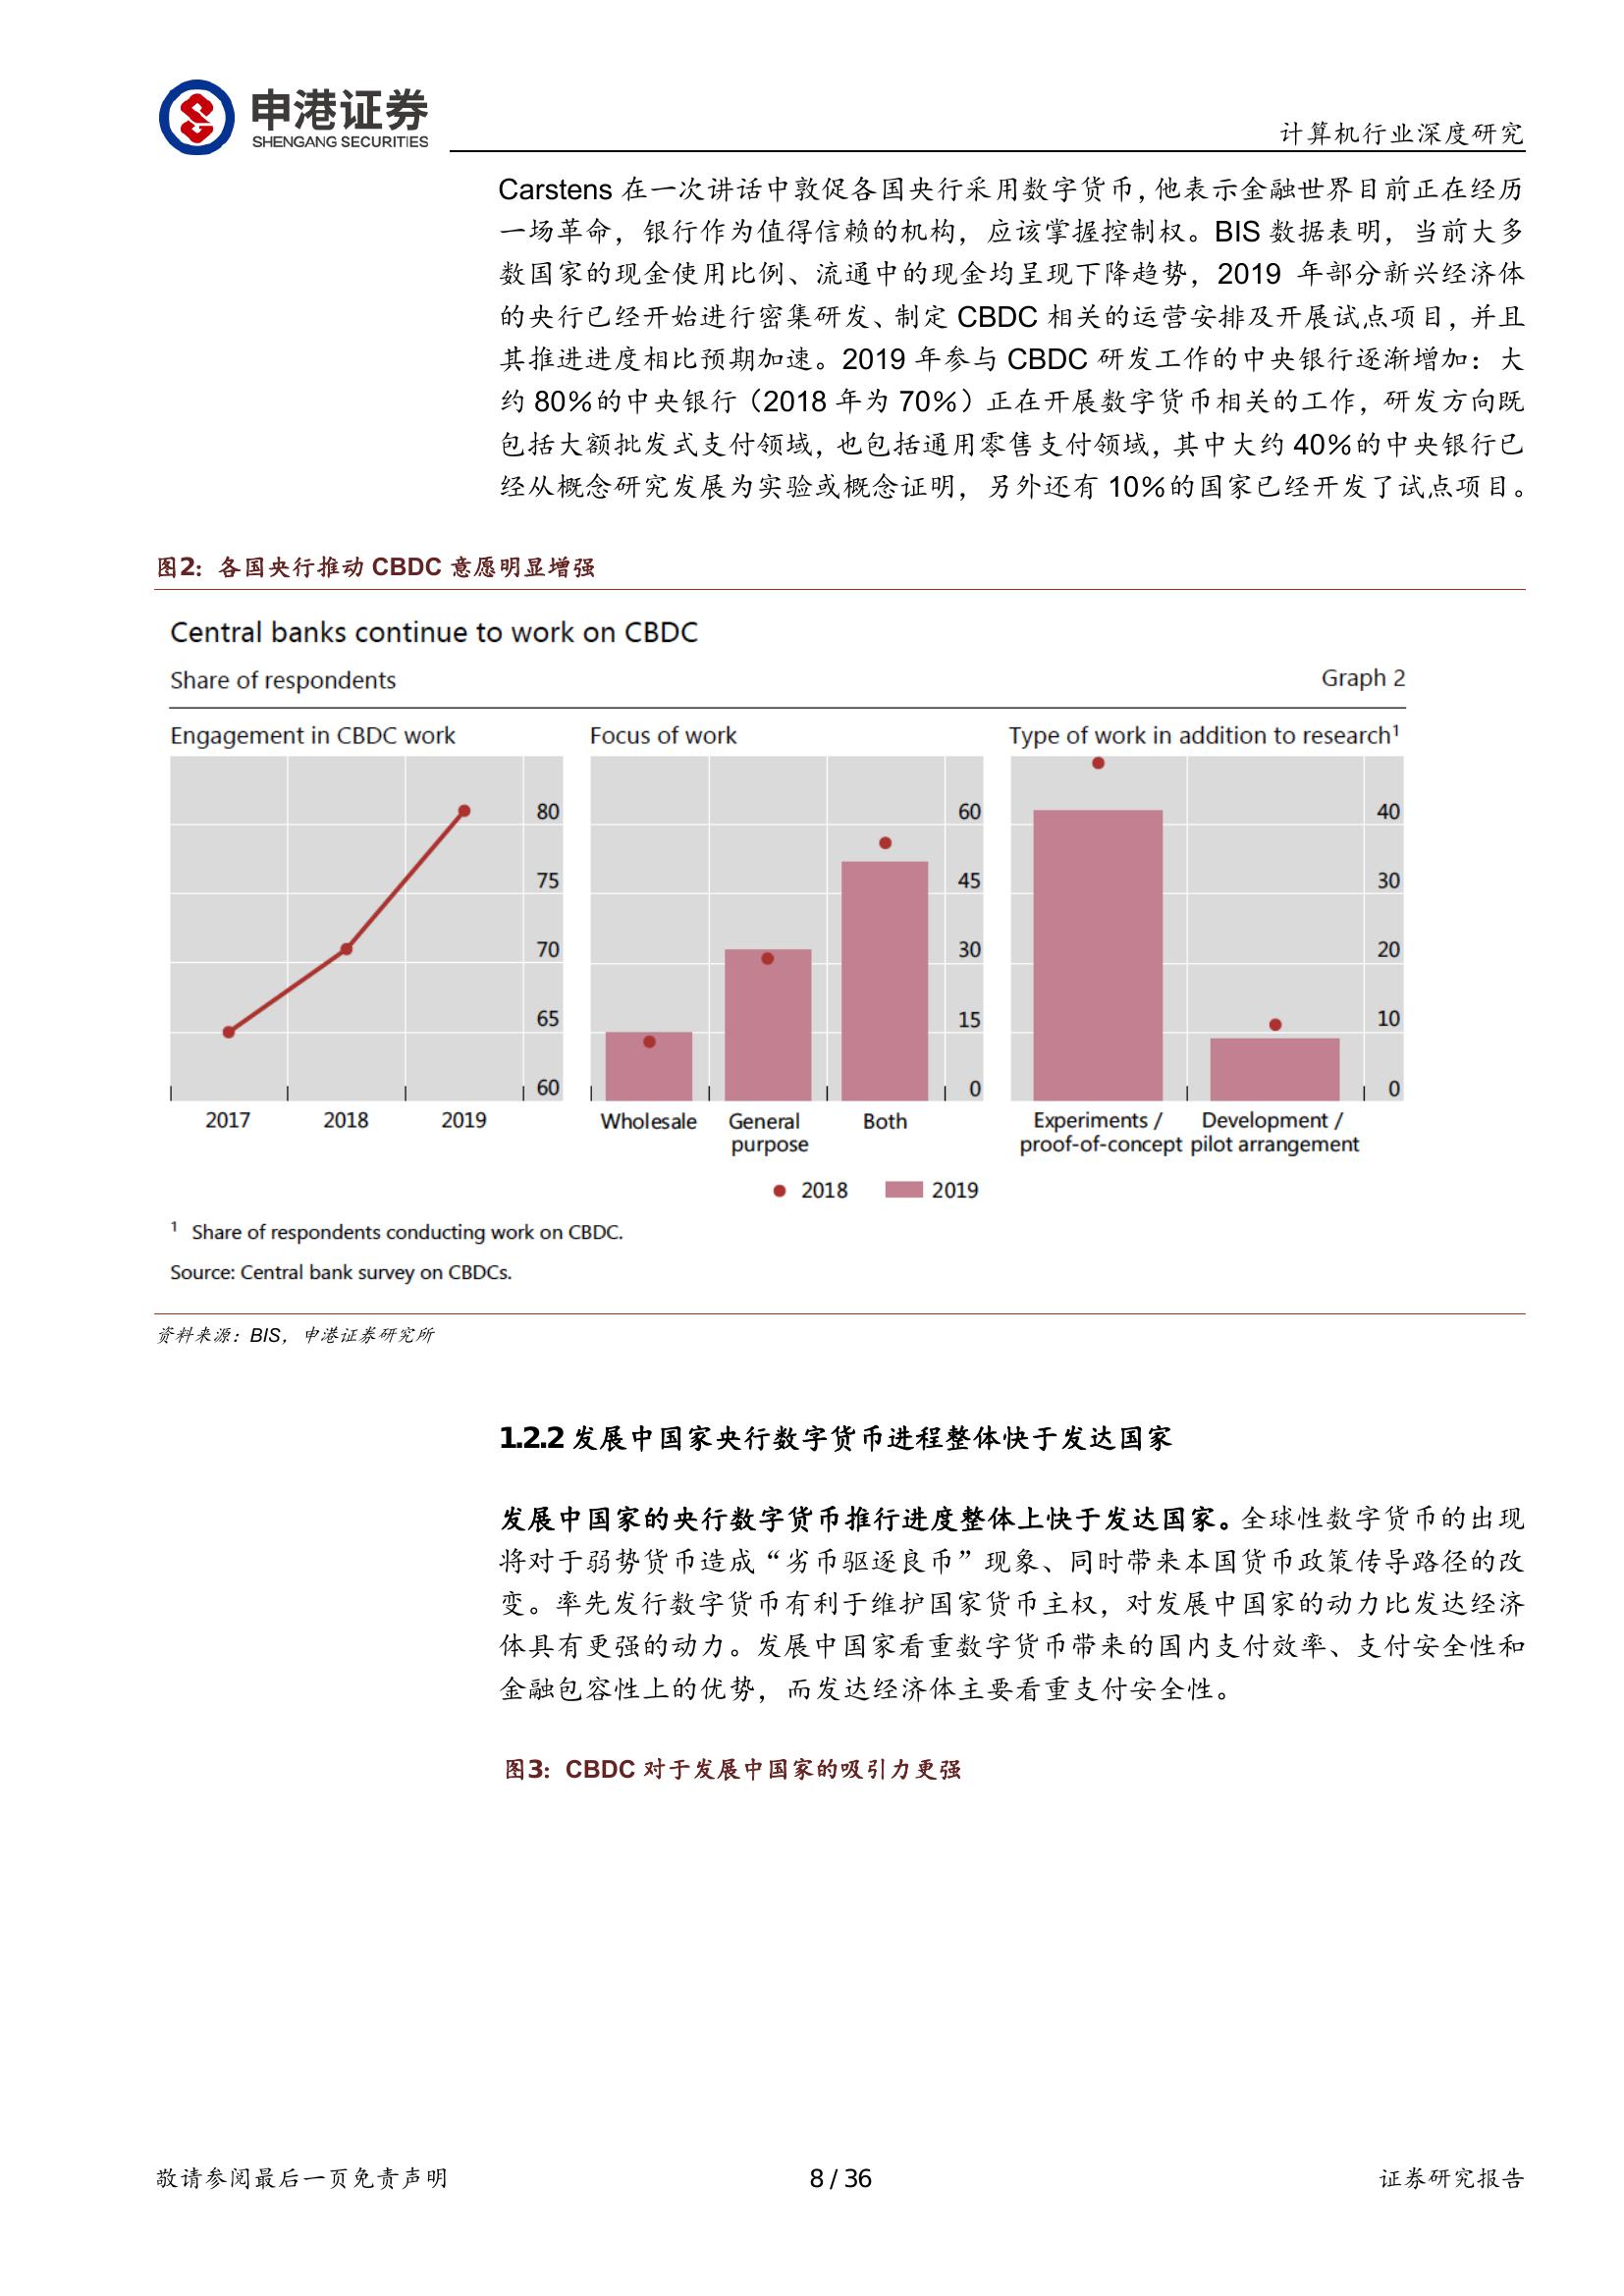 申港证券
SHENGANG SECURITIES
计算机行业深度研究
Carstens 在一次讲话中敦促各国央行采用数字货币，他表示金融世界目前正在经历
一场革命，银行作为值得信赖的机构，应该掌握控制权。BIS 数据表明，当前大多
数国家的现金使用比例、流通中的现金均呈现下降趋势，2019 年部分新兴经济体
的央行已经开始进行密集研发、制定 CBDC 相关的运营安排及开展试点项目，并且
其推进进度相比预期加速。2019 年参与 CBDC 研发工作的中央银行逐渐增加：大
约 80%的中央银行（2018 年为 70%）正在开展数字货币相关的工作，研发方向既
包括大额批发式支付领域，也包括通用零售支付领域，其中大约 40%的中央银行已
经从概念研究发展为实验或概念证明，另外还有 10%的国家已经开发了试点项目。
图2：各国央行推动 CBDC 意愿明显增强
Central banks continue to work on CBDC
Share of respondents
Graph 2
Engagement in CBDC work
80
75
70
65
60
2017 2018 2019
Focus of work
60
45
30
15
0
Wholesale General Both
purpose
Type of work in addition to research¹
40
30
20
10
0
Experiments / Development /
proof-of-concept pilot arrangement
2018 2019
¹ Share of respondents conducting work on CBDC.
Source: Central bank survey on CBDCs.
资料来源：BIS，申港证券研究所
1.2.2 发展中国家央行数字货币进程整体快于发达国家
发展中国家的央行数字货币推行进度整体上快于发达国家。全球性数字货币的出现
将对于弱势货币造成“劣币驱逐良币”现象、同时带来本国货币政策传导路径的改
变。率先发行数字货币有利于维护国家货币主权，对发展中国家的动力比发达经济
体具有更强的动力。发展中国家看重数字货币带来的国内支付效率、支付安全性和
金融包容性上的优势，而发达经济体主要看重支付安全性。
图3：CBDC 对于发展中国家的吸引力更强
敬请参阅最后一页免责声明
8 / 36
证券研究报告